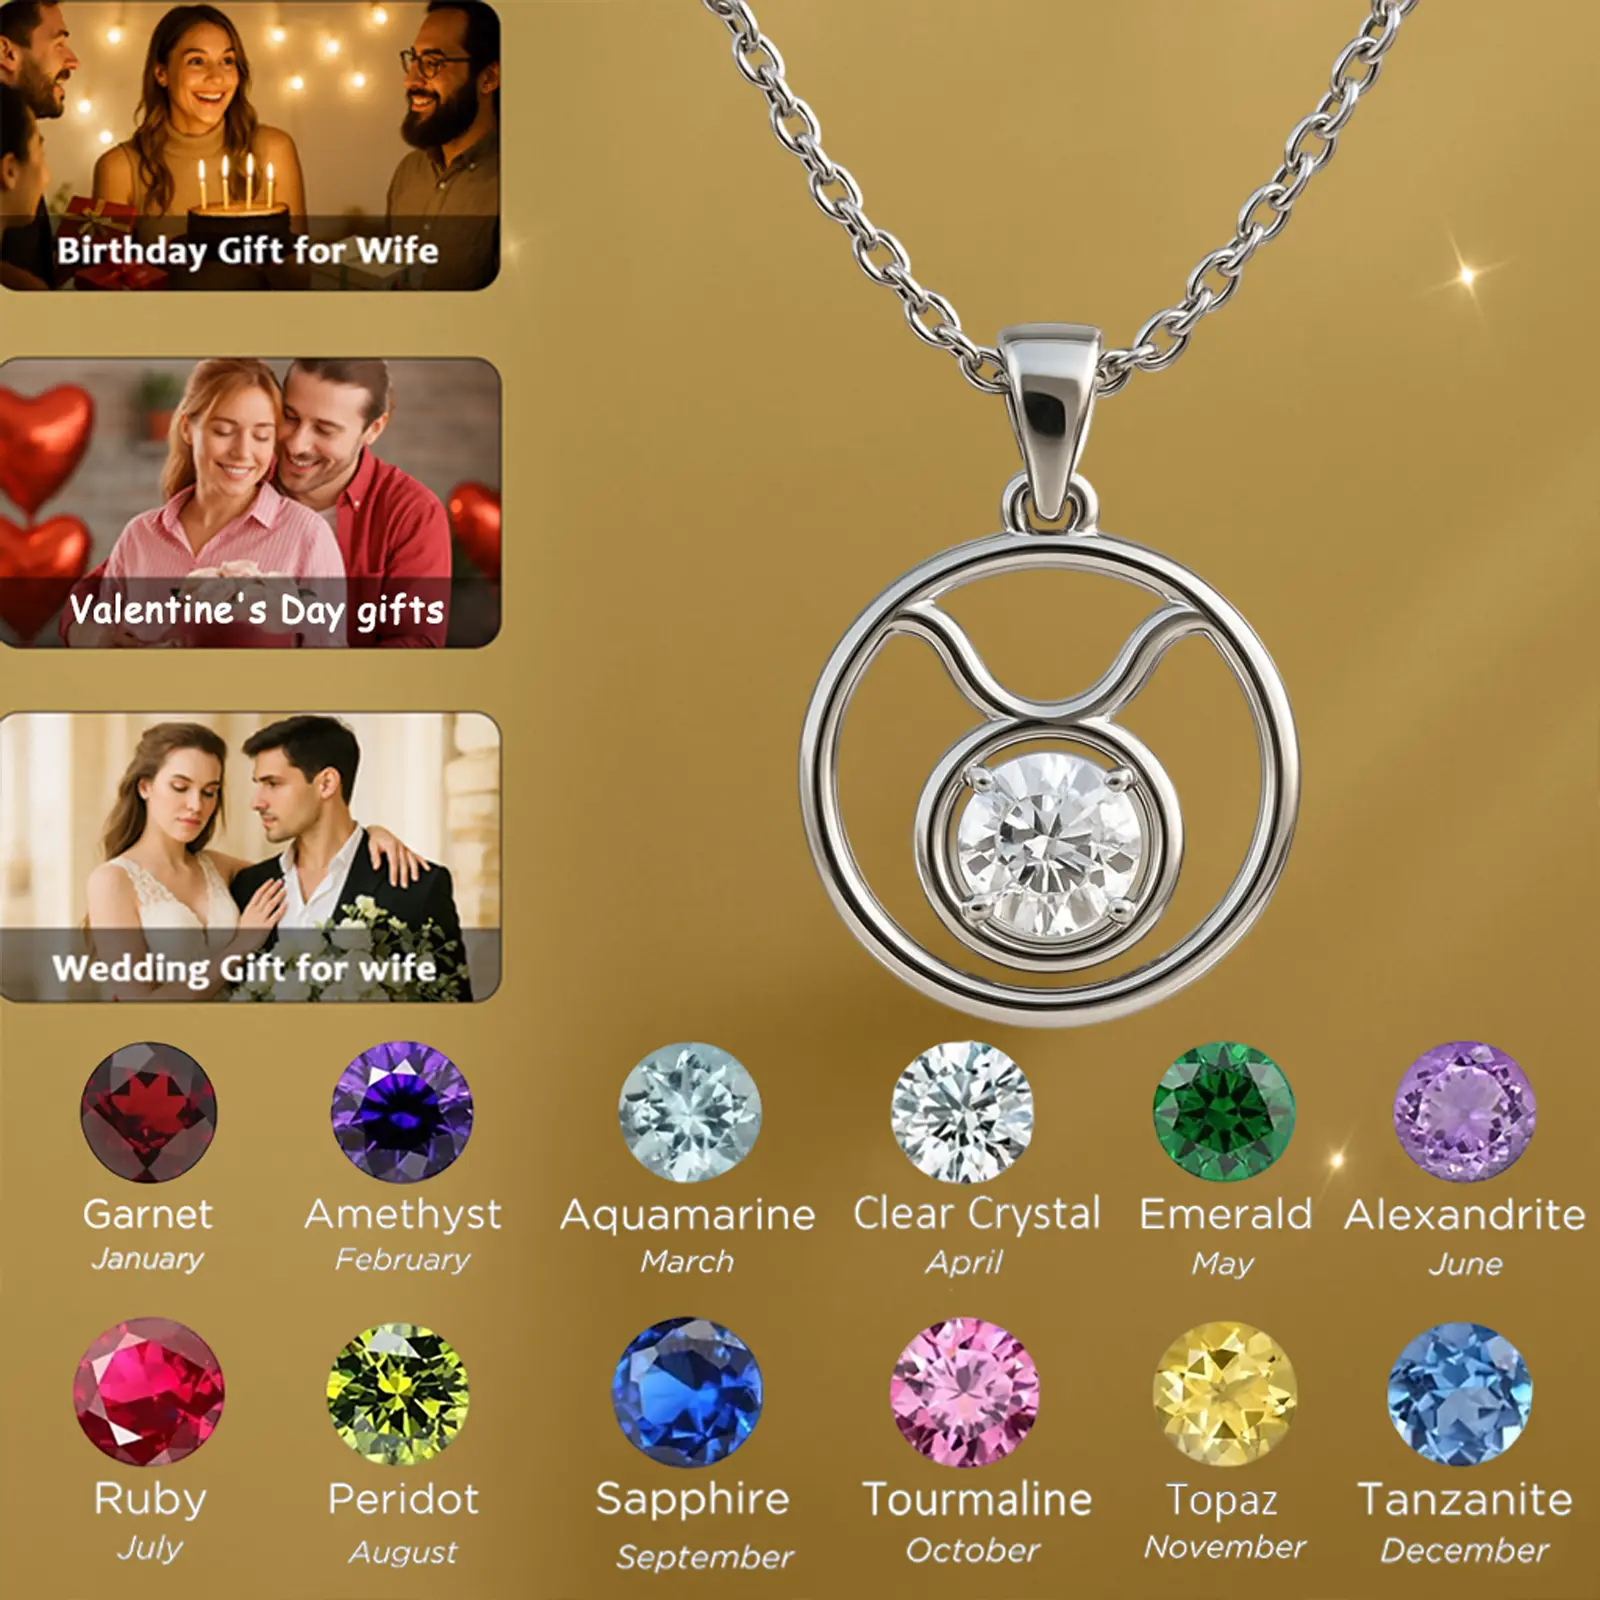 Birthday Gift for Wife
Valentine's Day gifts
Wedding Gift for wife
Garnet
January
Amethyst
February
Aquamarine
March
Clear Crystal
April
Emerald
May
Alexandrite
June
Ruby
July
Peridot
August
Sapphire
September
Tourmaline
October
Topaz
November
Tanzanite
December